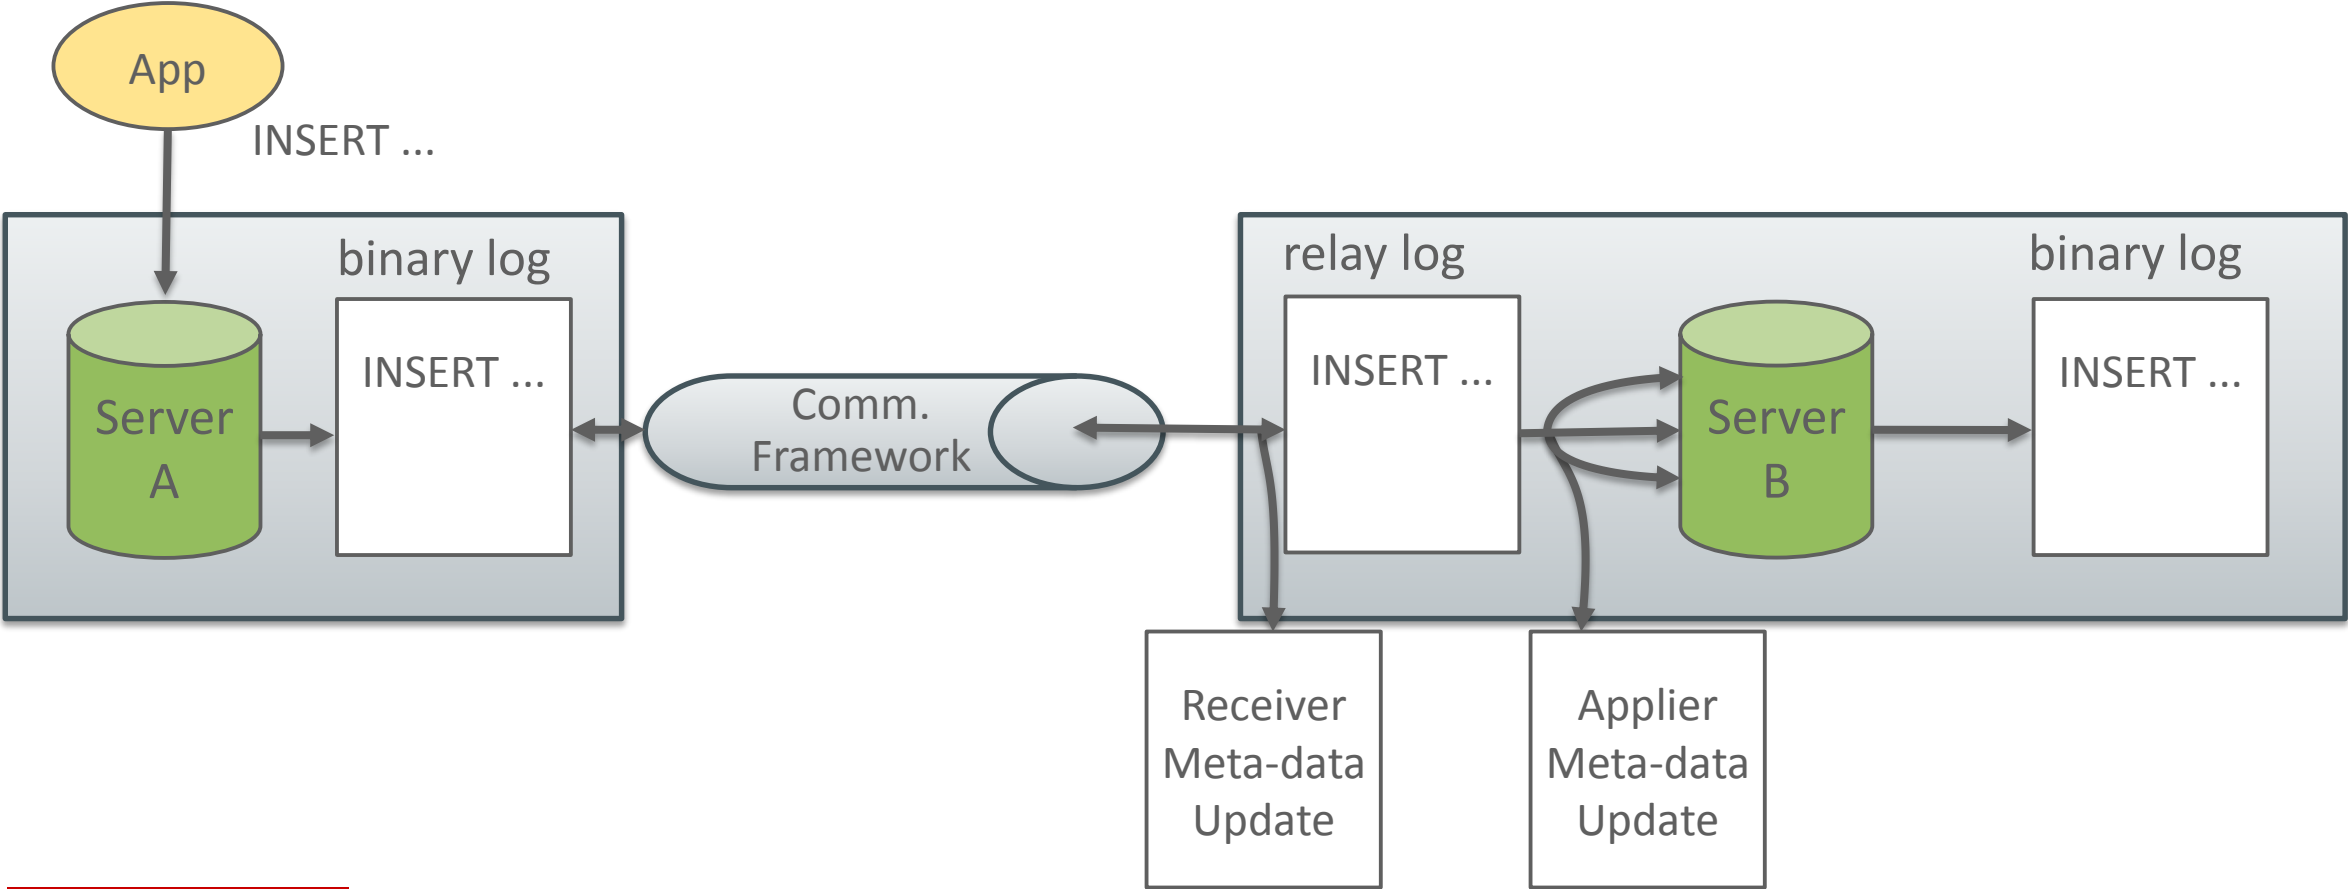 App
INSERT ...
binary log
INSERT ...
Server
A
Comm.
Framework
relay log
INSERT ...
Server
B
binary log
INSERT ...
Receiver
Meta-data
Update
Applier
Meta-data
Update